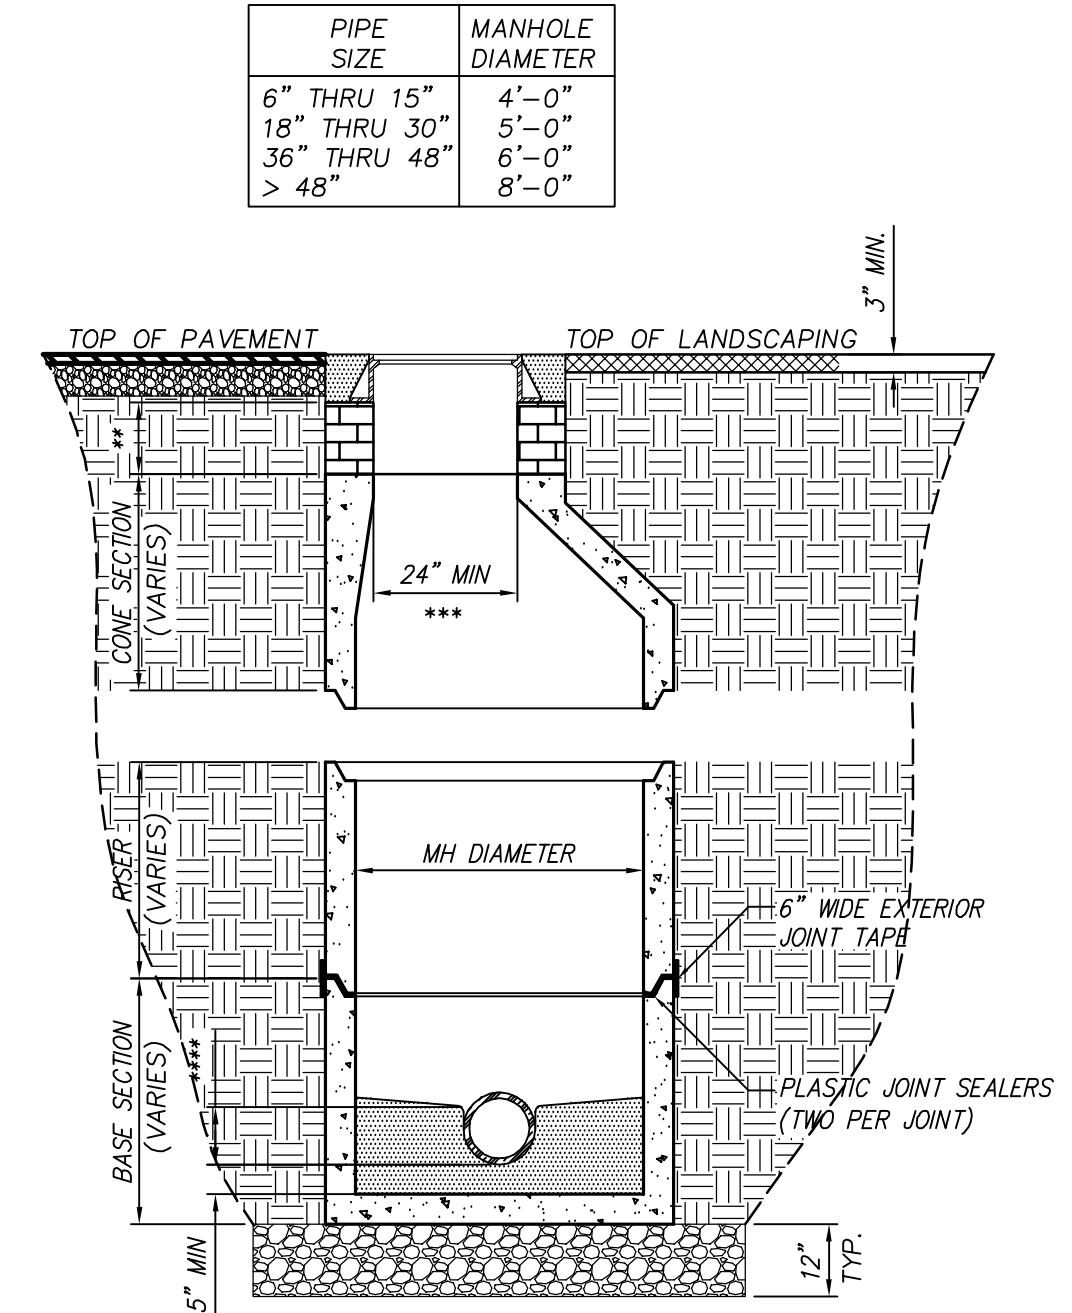 PIPE SIZE
MANHOLE DIAMETER
6" THRU 15" 4'-0"
18" THRU 30" 5'-0"
36" THRU 48" 6'-0"
> 48" 8'-0"
3" MIN.
TOP OF PAVEMENT
TOP OF LANDSCAPING
**
CONE SECTION
(VARIES)
24" MIN
***
RISER
(VARIES)
MH DIAMETER
6" WIDE EXTERIOR
JOINT TAPE
BASE SECTION
(VARIES)
****
PLASTIC JOINT SEALERS
(TWO PER JOINT)
5" MIN
12"
TYP.